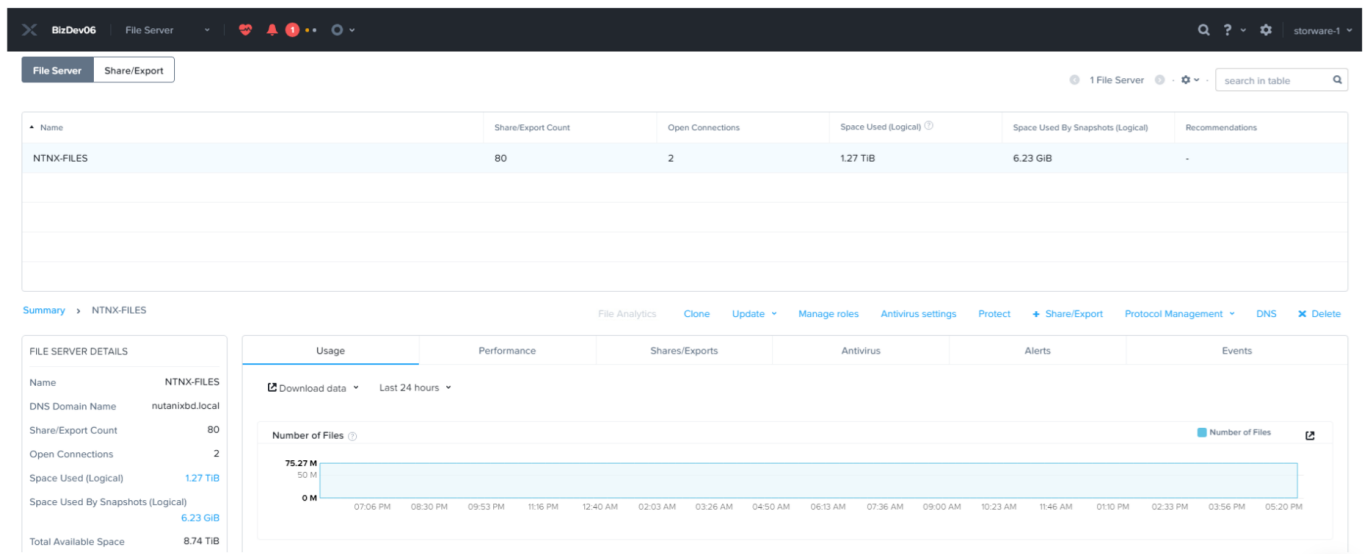 BizDev06 File Server 1 storware-1
File Server Share/Export
1 File Server search in table
Name Share/Export Count Open Connections Space Used (Logical) Space Used By Snapshots (Logical) Recommendations
NTNX-FILES 80 2 1.27 TiB 6.23 GiB -
Summary > NTNX-FILES
File Analytics Clone Update Manage roles Antivirus settings Protect + Share/Export Protocol Management DNS × Delete
FILE SERVER DETAILS
Name NTNX-FILES
DNS Domain Name nutanixbd.local
Share/Export Count 80
Open Connections 2
Space Used (Logical) 1.27 TiB
Space Used By Snapshots (Logical)
6.23 GiB
Total Available Space 8.74 TiB
Usage Performance Shares/Exports Antivirus Alerts Events
Download data Last 24 hours
Number of Files Number of Files
75.27 M
50 M
0 M
07:06 PM 08:30 PM 09:53 PM 11:16 PM 12:40 AM 02:03 AM 03:26 AM 04:50 AM 06:13 AM 07:36 AM 09:00 AM 10:23 AM 11:46 AM 01:10 PM 02:33 PM 03:56 PM 05:20 PM